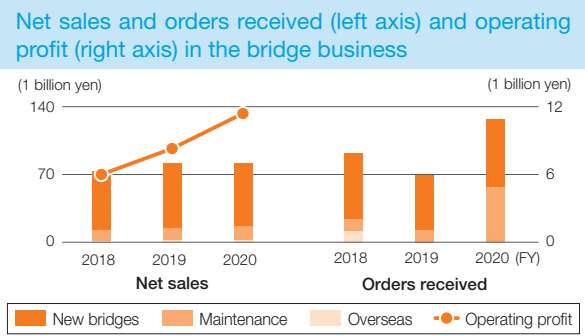 Net sales and orders received (left axis) and operating
profit (right axis) in the bridge business
(1 billion yen) (1 billion yen)
140 12
70 6
0 0
2018 2019 2020 2018 2019 2020 (FY)
Net sales Orders received
New bridges Maintenance Overseas Operating profit